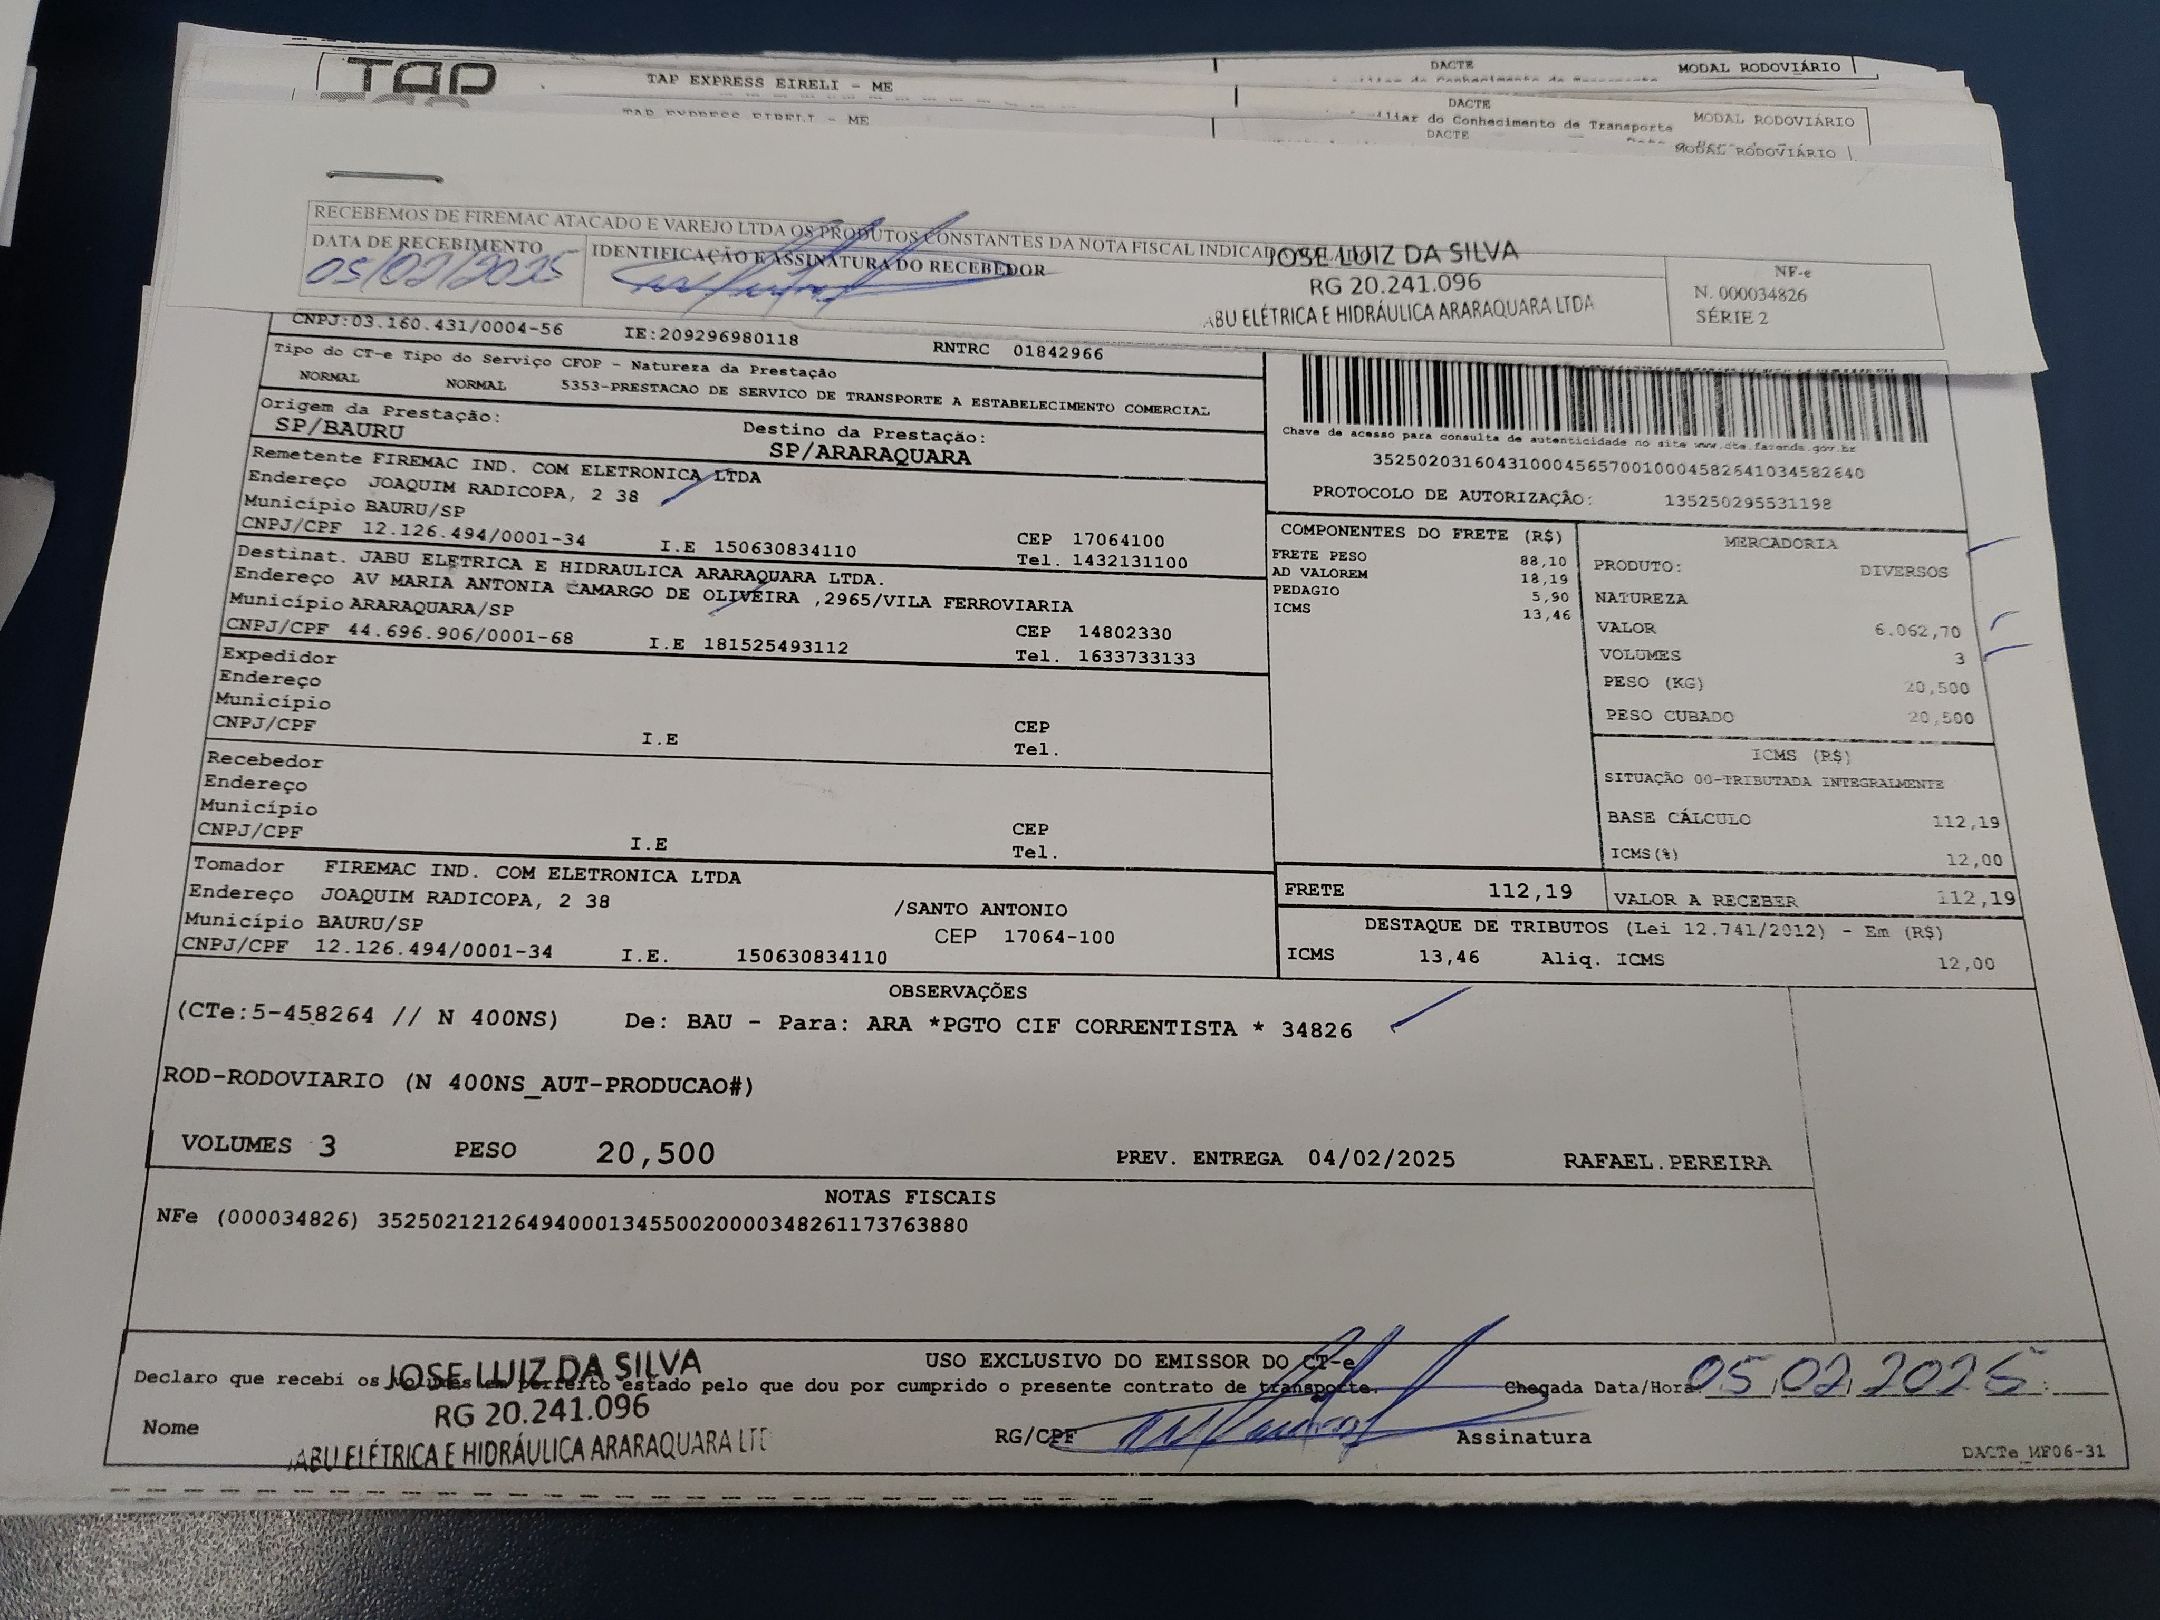 TAP
TAP EXPRESS EIRELI - ME
DACTE
MODAL RODOVIÁRIO
TAP EXPRESS EIRELI - ME
DACTE
MODAL RODOVIÁRIO
do Conhecimento de Transporte
DACTE
MODAL RODOVIÁRIO
RECEBEMOS DE FIREMAC ATACADO E VAREJO LTDA OS PRODUTOS CONSTANTES DA NOTA FISCAL
DATA DE RECEBIMENTO
05/02/2025
IDENTIFICAÇÃO E ASSINATURA DO RECEBEDOR
JOSE LUIZ DA SILVA
RG 20.241.096
ABU ELÉTRICA E HIDRÁULICA ARARAQUARA LTDA
NF-e
N. 000034826
SÉRIE 2
CNPJ:03.160.431/0004-56 IE:209296980118 RNTRC 01842966
Tipo do CT-e Tipo do Serviço CFOP - Natureza da Prestação
NORMAL NORMAL 5353-PRESTACAO DE SERVICO DE TRANSPORTE A ESTABELECIMENTO COMERCIAL
Origem da Prestação: Destino da Prestação:
SP/BAURU SP/ARARAQUARA
Remetente FIREMAC IND. COM ELETRONICA LTDA
Endereço JOAQUIM RADICOPA, 2 38
Município BAURU/SP CEP 17064100
CNPJ/CPF 12.126.494/0001-34 I.E 150630834110 Tel. 1432131100
Destinat. JABU ELETRICA E HIDRAULICA ARARAQUARA LTDA.
Endereço AV MARIA ANTONIA CAMARGO DE OLIVEIRA ,2965/VILA FERROVIARIA
Município ARARAQUARA/SP CEP 14802330
CNPJ/CPF 44.696.906/0001-68 I.E 181525493112 Tel. 1633733133
Expedidor
Endereço
Município CEP
CNPJ/CPF I.E Tel.
Recebedor
Endereço
Município CEP
CNPJ/CPF I.E Tel.
Tomador FIREMAC IND. COM ELETRONICA LTDA
Endereço JOAQUIM RADICOPA, 2 38 /SANTO ANTONIO
Município BAURU/SP CEP 17064-100
CNPJ/CPF 12.126.494/0001-34 I.E. 150630834110
Chave de acesso para consulta de autenticidade no site www.cte.fazenda.gov.br
35250203160431000456570010004582641034582640
PROTOCOLO DE AUTORIZAÇÃO: 135250295531198
COMPONENTES DO FRETE (R$)
FRETE PESO 88,10
AD VALOREM 18,19
PEDAGIO 5,90
ICMS 13,46
MERCADORIA
PRODUTO: DIVERSOS
NATUREZA
VALOR 6.062,70
VOLUMES 3
PESO (KG) 20,500
PESO CUBADO 20,500
ICMS (R$)
SITUAÇÃO 00-TRIBUTADA INTEGRALMENTE
BASE CÁLCULO 112,19
ICMS(%) 12,00
FRETE 112,19 VALOR A RECEBER 112,19
DESTAQUE DE TRIBUTOS (Lei 12.741/2012) - Em (R$)
ICMS 13,46 Aliq. ICMS 12,00
OBSERVAÇÕES
(CTe:5-458264 // N 400NS) De: BAU - Para: ARA *PGTO CIF CORRENTISTA * 34826
ROD-RODOVIARIO (N 400NS_AUT-PRODUCAO#)
VOLUMES 3 PESO 20,500 PREV. ENTREGA 04/02/2025 RAFAEL.PEREIRA
NOTAS FISCAIS
NFe (000034826) 35250212126494000134550020000348261173763880
USO EXCLUSIVO DO EMISSOR DO CT-e
Declaro que recebi os volumes em perfeito estado pelo que dou por cumprido o presente contrato de transporte. Chegada Data/Hora: 05/02/2025 :
JOSE LUIZ DA SILVA
RG 20.241.096
ABU ELÉTRICA E HIDRÁULICA ARARAQUARA LTD
Nome RG/CPF Assinatura
DACTe_MF06-31